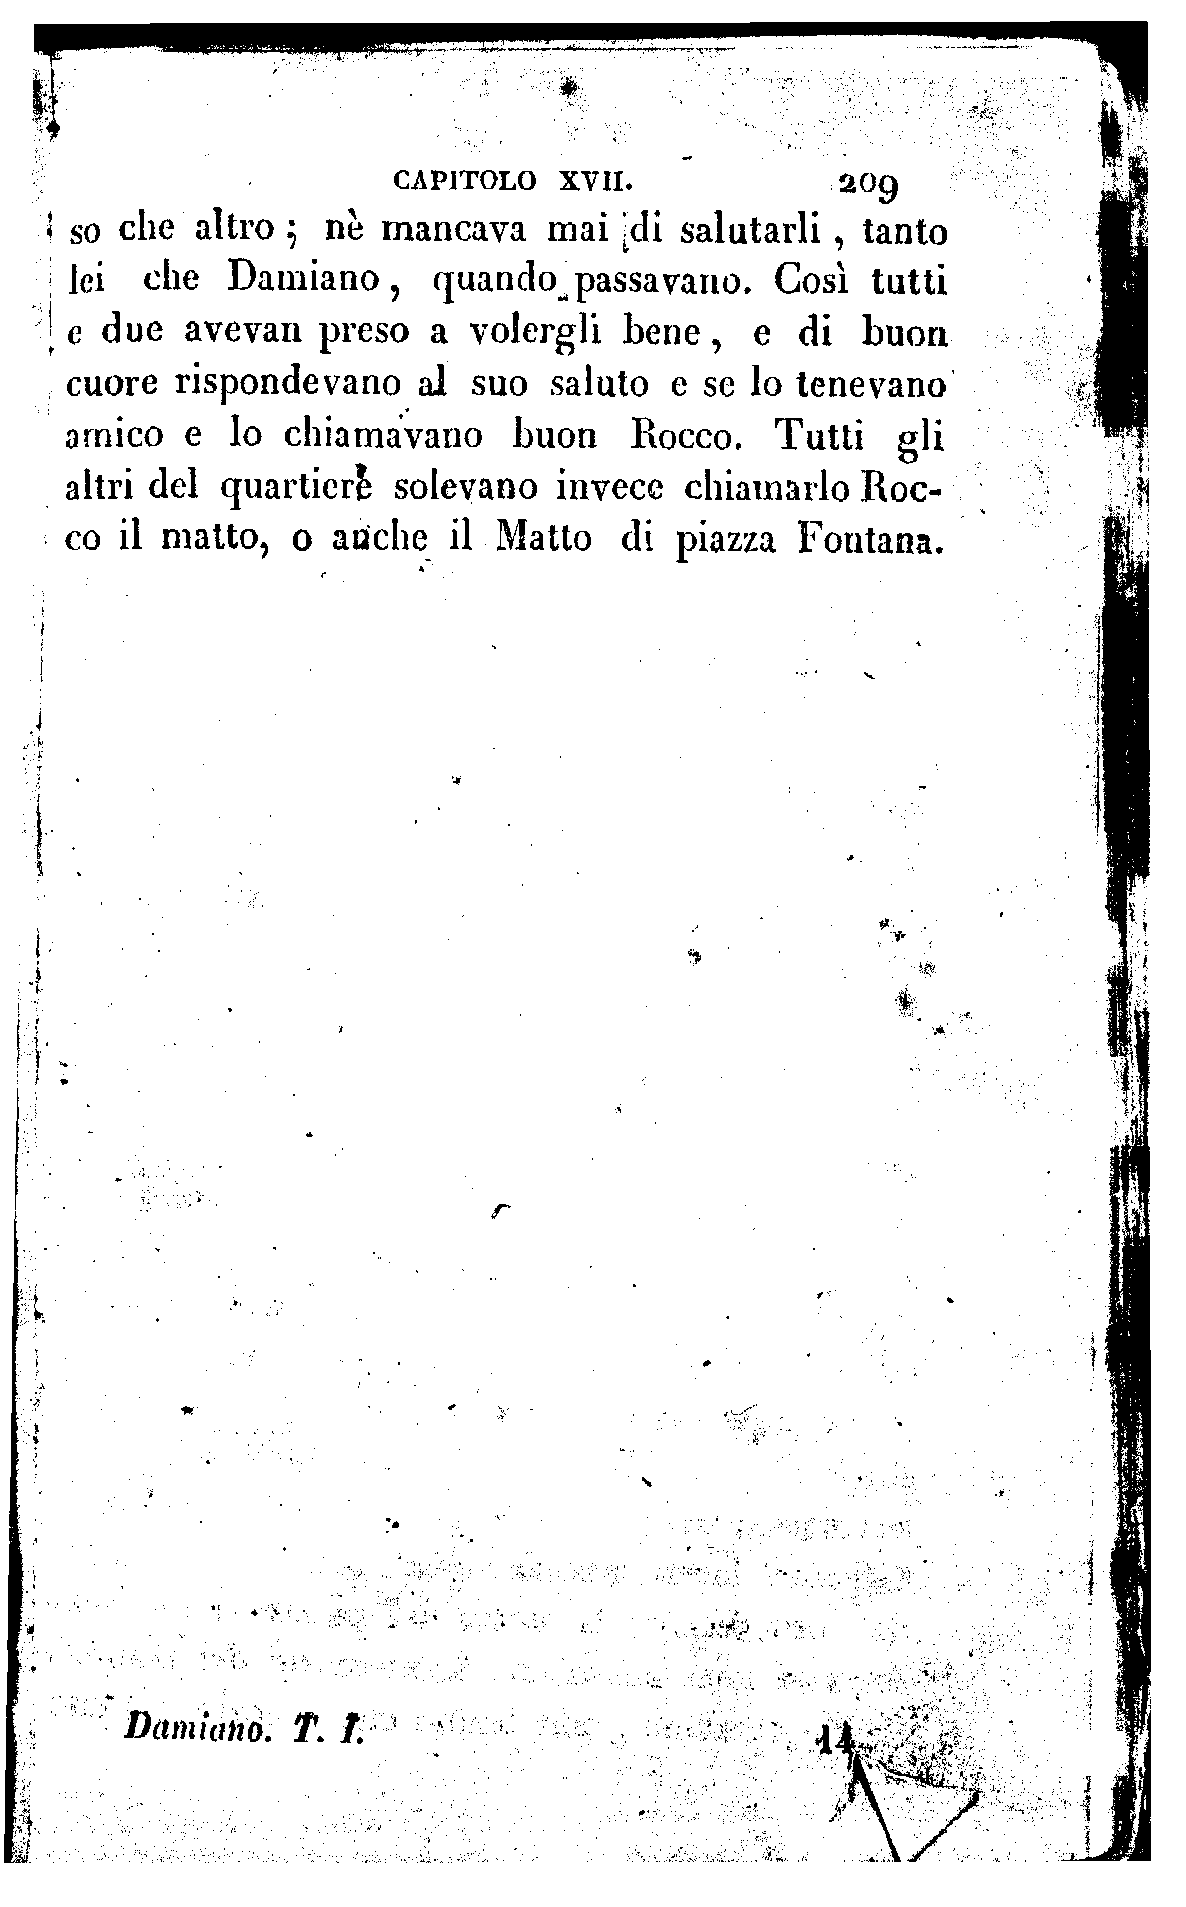 CAPITOLO XVII. 209
so che altro; nè mancava mai di salutarli, tanto
lei che Damiano, quando passavano. Così tutti
e due avevan preso a volergli bene, e di buon
cuore rispondevano al suo saluto e se lo tenevano
amico e lo chiamavano buon Rocco. Tutti gli
altri del quartiere solevano invece chiamarlo Roc-
co il matto, o anche il Matto di piazza Fontana.
Damiano. T. I. 14